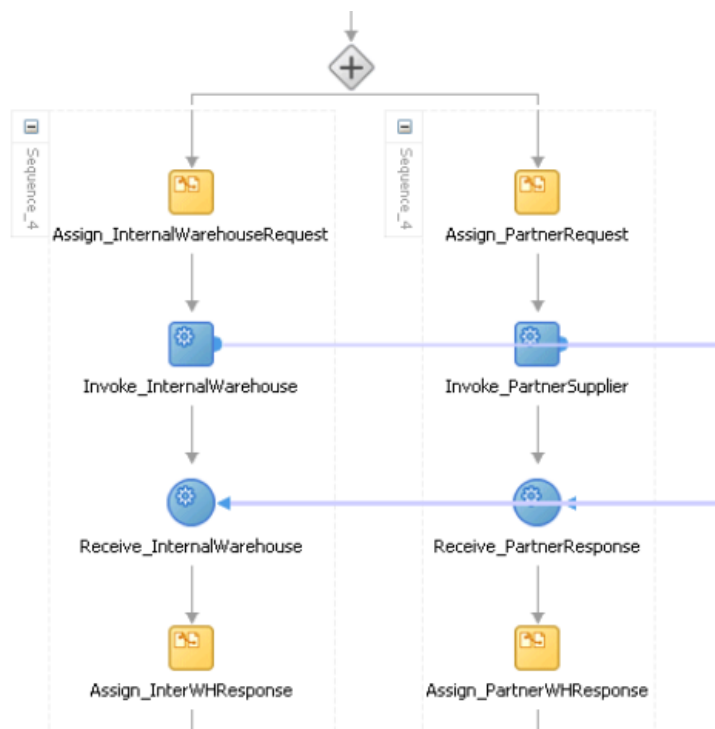 Sequence_4
Sequence_4
Assign_InternalWarehouseRequest
Assign_PartnerRequest
Invoke_InternalWarehouse
Invoke_PartnerSupplier
Receive_InternalWarehouse
Receive_PartnerResponse
Assign_InterWHResponse
Assign_PartnerWHResponse